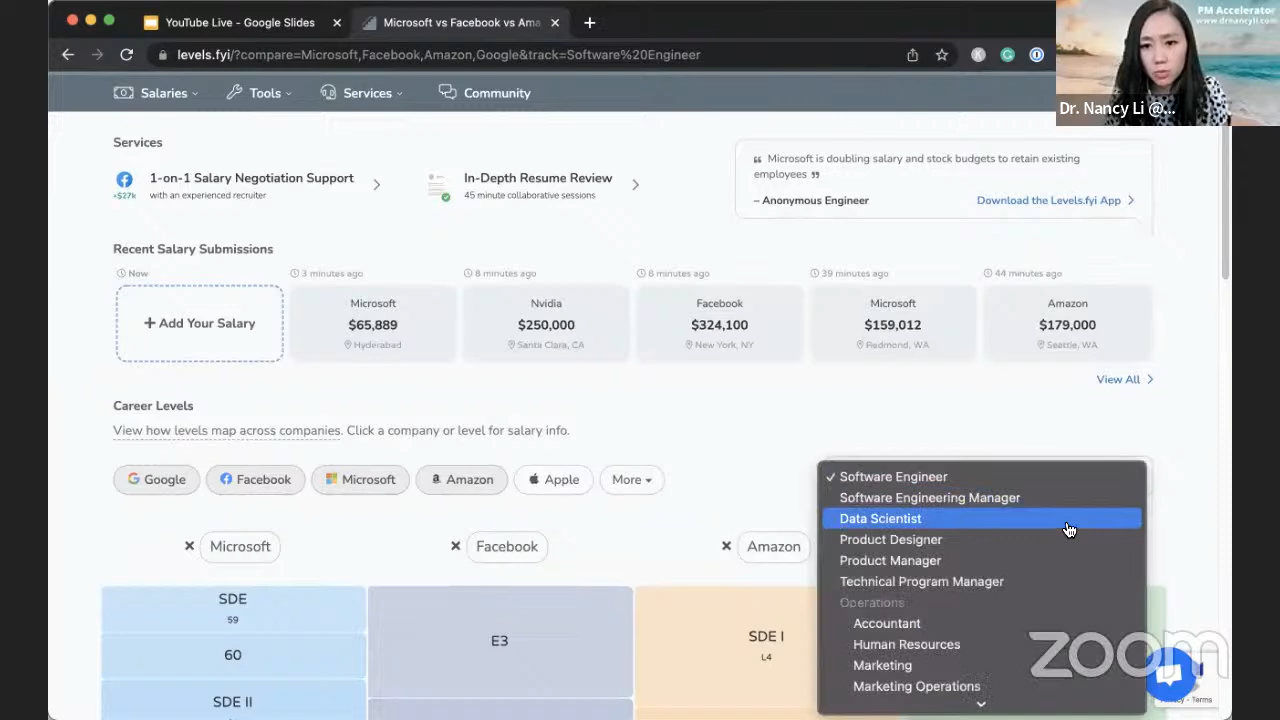 YouTube Live - Google Slides
Microsoft vs Facebook vs Ama
levels.fyi/?compare=Microsoft,Facebook,Amazon,Google&track=Software%20Engineer
PM Accelerator
www.drnancyli.com
Dr. Nancy Li @...
Salaries
Tools
Services
Community
Services
1-on-1 Salary Negotiation Support
with an experienced recruiter
+$27k
In-Depth Resume Review
45 minute collaborative sessions
“ Microsoft is doubling salary and stock budgets to retain existing
employees ”
– Anonymous Engineer
Download the Levels.fyi App
Recent Salary Submissions
Now
3 minutes ago
8 minutes ago
8 minutes ago
39 minutes ago
44 minutes ago
+ Add Your Salary
Microsoft
$65,889
Hyderabad
Nvidia
$250,000
Santa Clara, CA
Facebook
$324,100
New York, NY
Microsoft
$159,012
Redmond, WA
Amazon
$179,000
Seattle, WA
View All
Career Levels
View how levels map across companies. Click a company or level for salary info.
Google
Facebook
Microsoft
Amazon
Apple
More
✓ Software Engineer
Software Engineering Manager
Data Scientist
Product Designer
Product Manager
Technical Program Manager
Operations
Accountant
Human Resources
Marketing
Marketing Operations
× Microsoft
× Facebook
× Amazon
SDE
59
60
SDE II
E3
SDE I
L4
zoom
- Terms